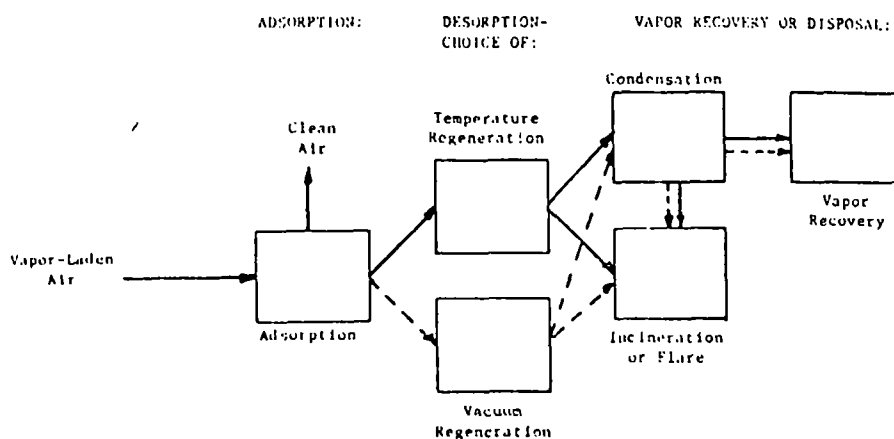 ADSORPTION:
DESORPTION-
CHOICE OF:
VAPOR RECOVERY OR DISPOSAL:
Condensation
Temperature
Regeneration
Clean
Air
Vapor
Recovery
Vapor-Laden
Air
Adsorption
Incineration
or Flare
Vacuum
Regeneration